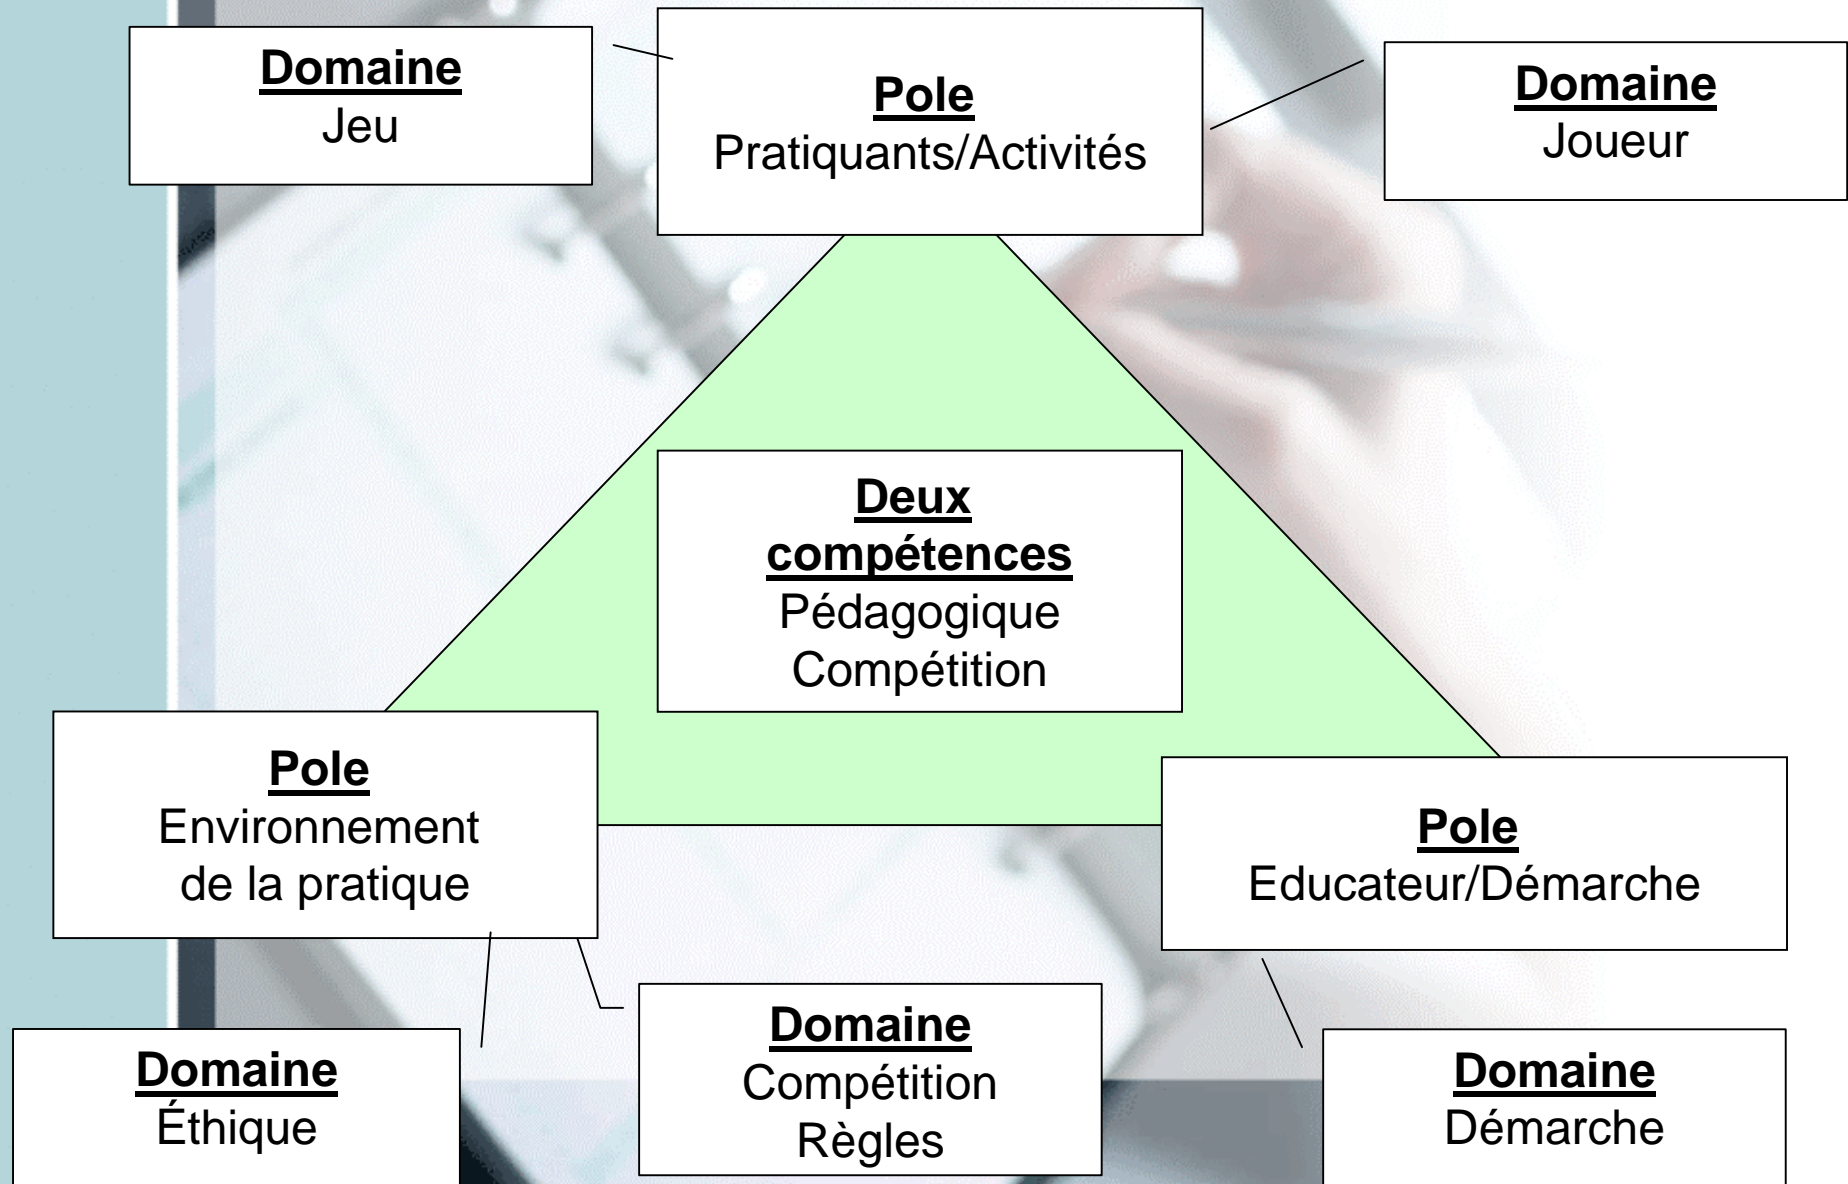 Domaine
Jeu
Pole
Pratiquants/Activités
Domaine
Joueur
Deux
compétences
Pédagogique
Compétition
Pole
Environnement
de la pratique
Pole
Educateur/Démarche
Domaine
Éthique
Domaine
Compétition
Règles
Domaine
Démarche